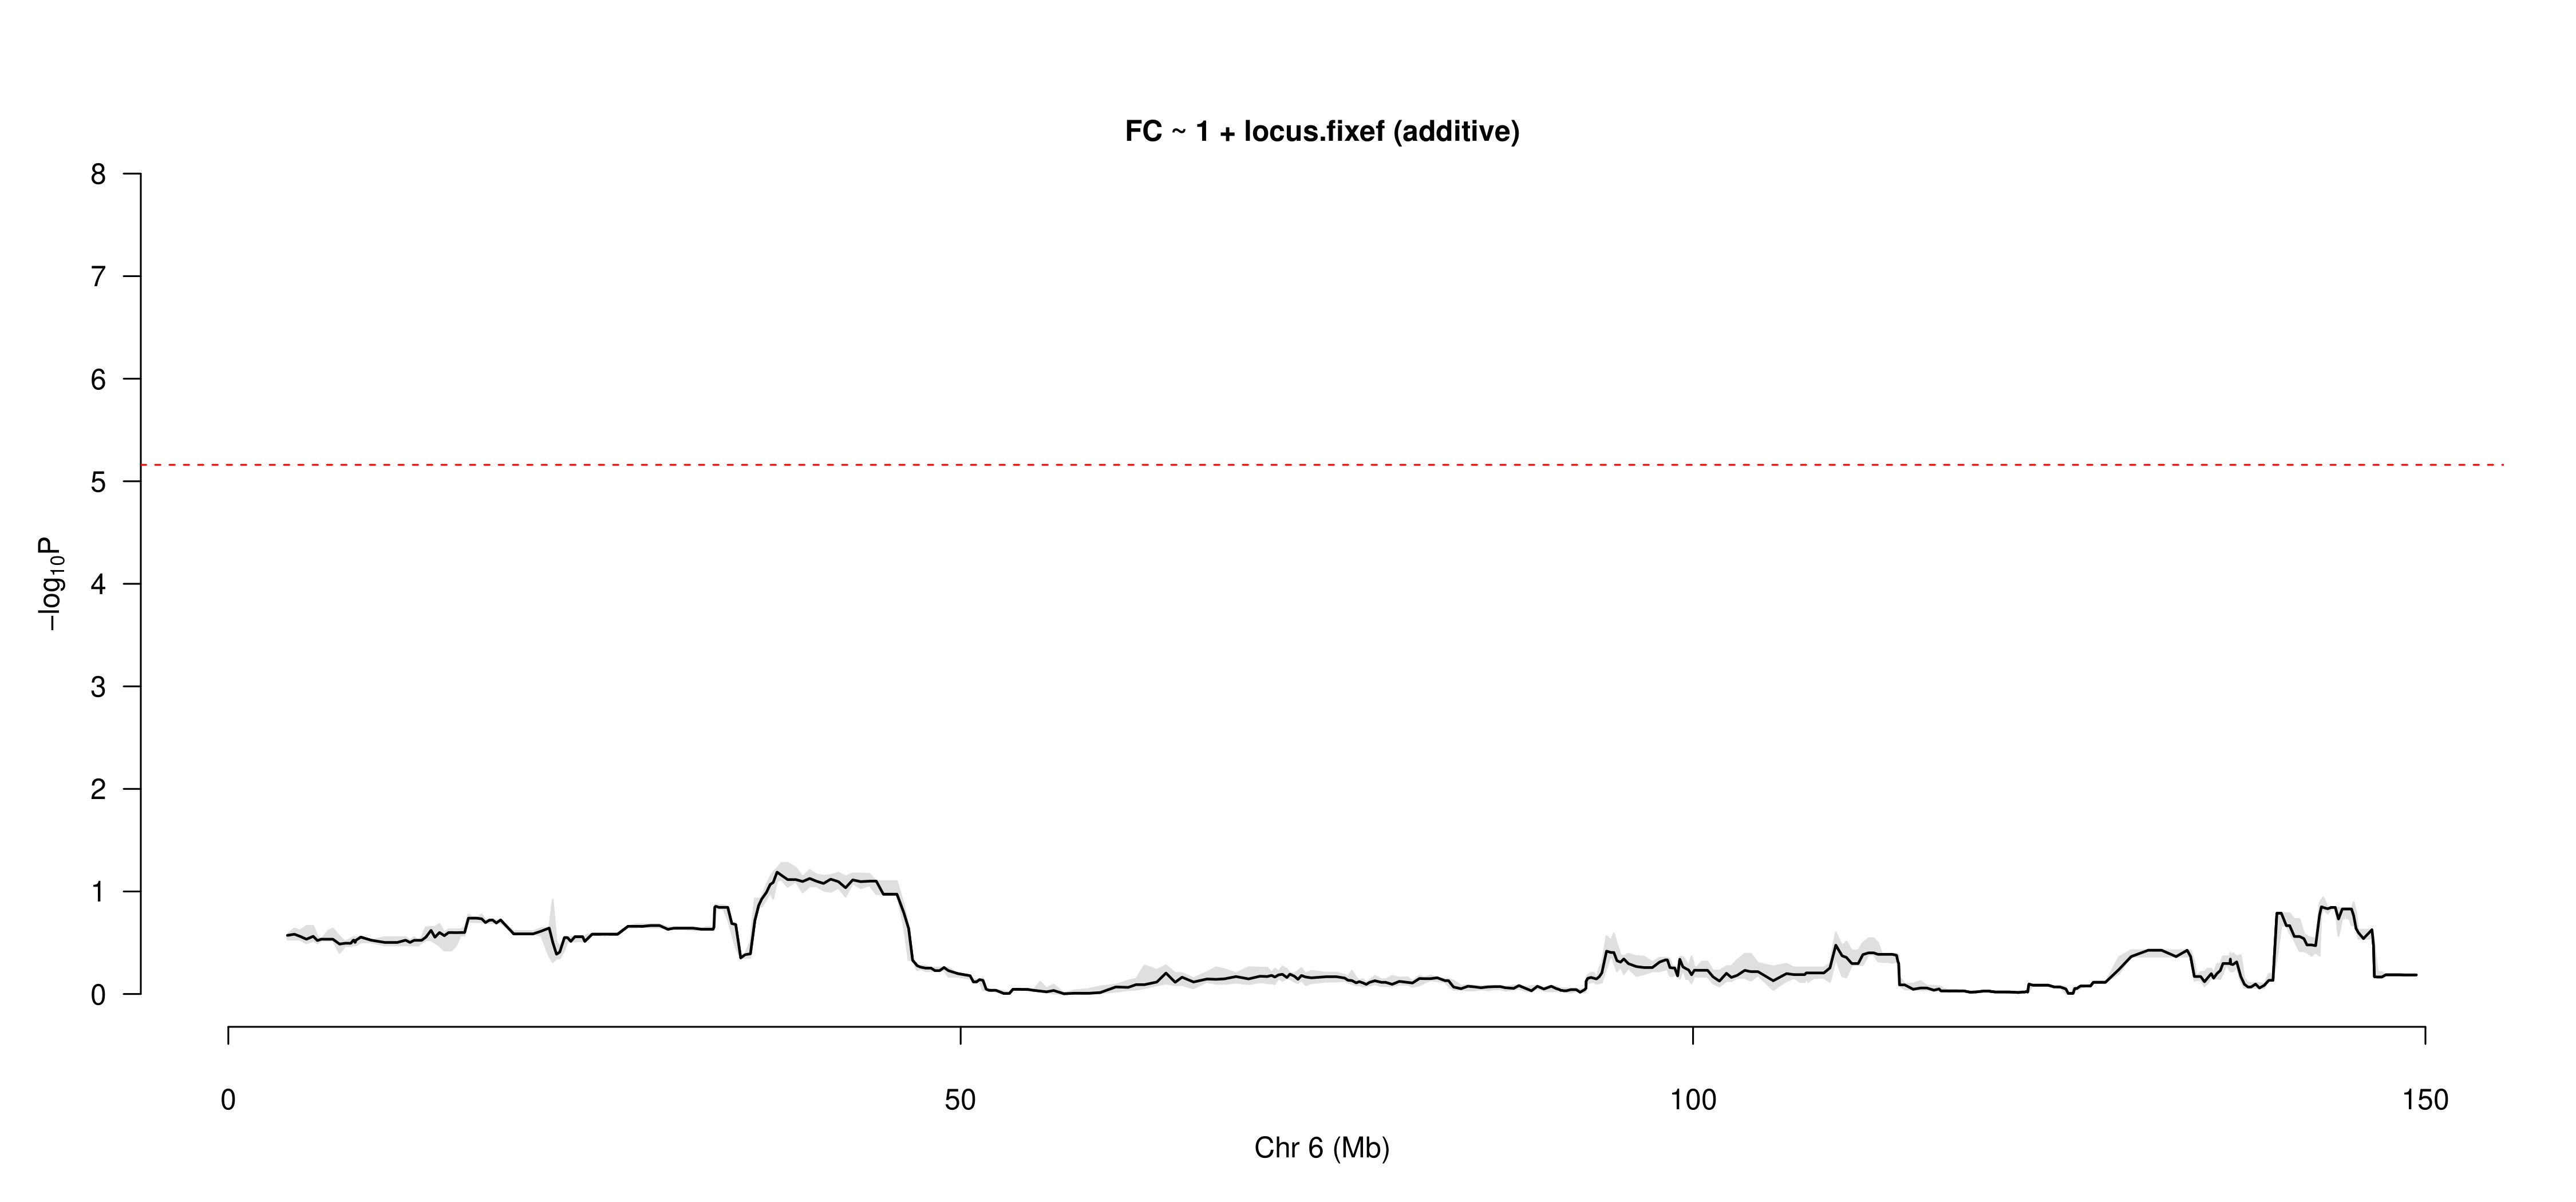 FC ~ 1 + locus.fixef (additive)
8
7
6
5
4
3
2
1
0
−log10P
0 50 100 150
Chr 6 (Mb)